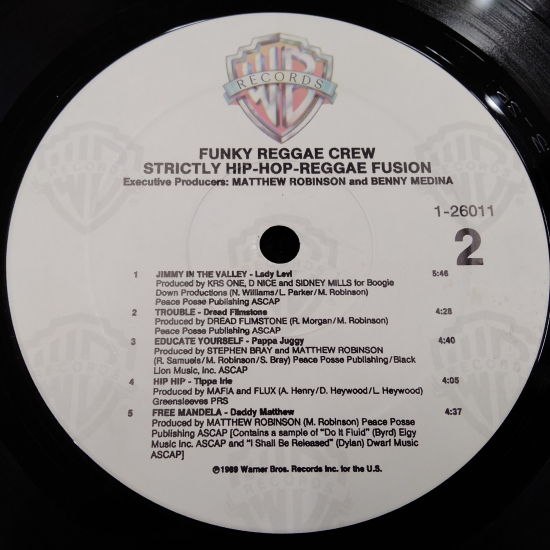 RECORDS
FUNKY REGGAE CREW
STRICTLY HIP-HOP-REGGAE FUSION
Executive Producers: MATTHEW ROBINSON and BENNY MEDINA
1-26011
2
1 JIMMY IN THE VALLEY - Lady Levi 5:46
Produced by KRS ONE, D NICE and SIDNEY MILLS for Boogie
Down Productions (N. Williams/L. Parker/M. Robinson)
Peace Posse Publishing ASCAP
2 TROUBLE - Dread Flimstone 4:28
Produced by DREAD FLIMSTONE (R. Morgan/M. Robinson)
Peace Posse Publishing ASCAP
3 EDUCATE YOURSELF - Pappa Juggy 4:40
Produced by STEPHEN BRAY and MATTHEW ROBINSON
(R. Samuels/M. Robinson/S. Bray) Peace Posse Publishing/Black
Lion Music, Inc. ASCAP
4 HIP HIP - Tippa Irie 4:05
Produced by MAFIA and FLUX (A. Henry/D. Heywood/L. Heywood)
Greensleeves PRS
5 FREE MANDELA - Daddy Matthew 4:37
Produced by MATTHEW ROBINSON (M. Robinson) Peace Posse
Publishing ASCAP [Contains a sample of "Do It Fluid" (Byrd) Elgy
Music Inc. ASCAP and "I Shall Be Released" (Dylan) Dwarf Music
ASCAP]
℗1989 Warner Bros. Records Inc. for the U.S.